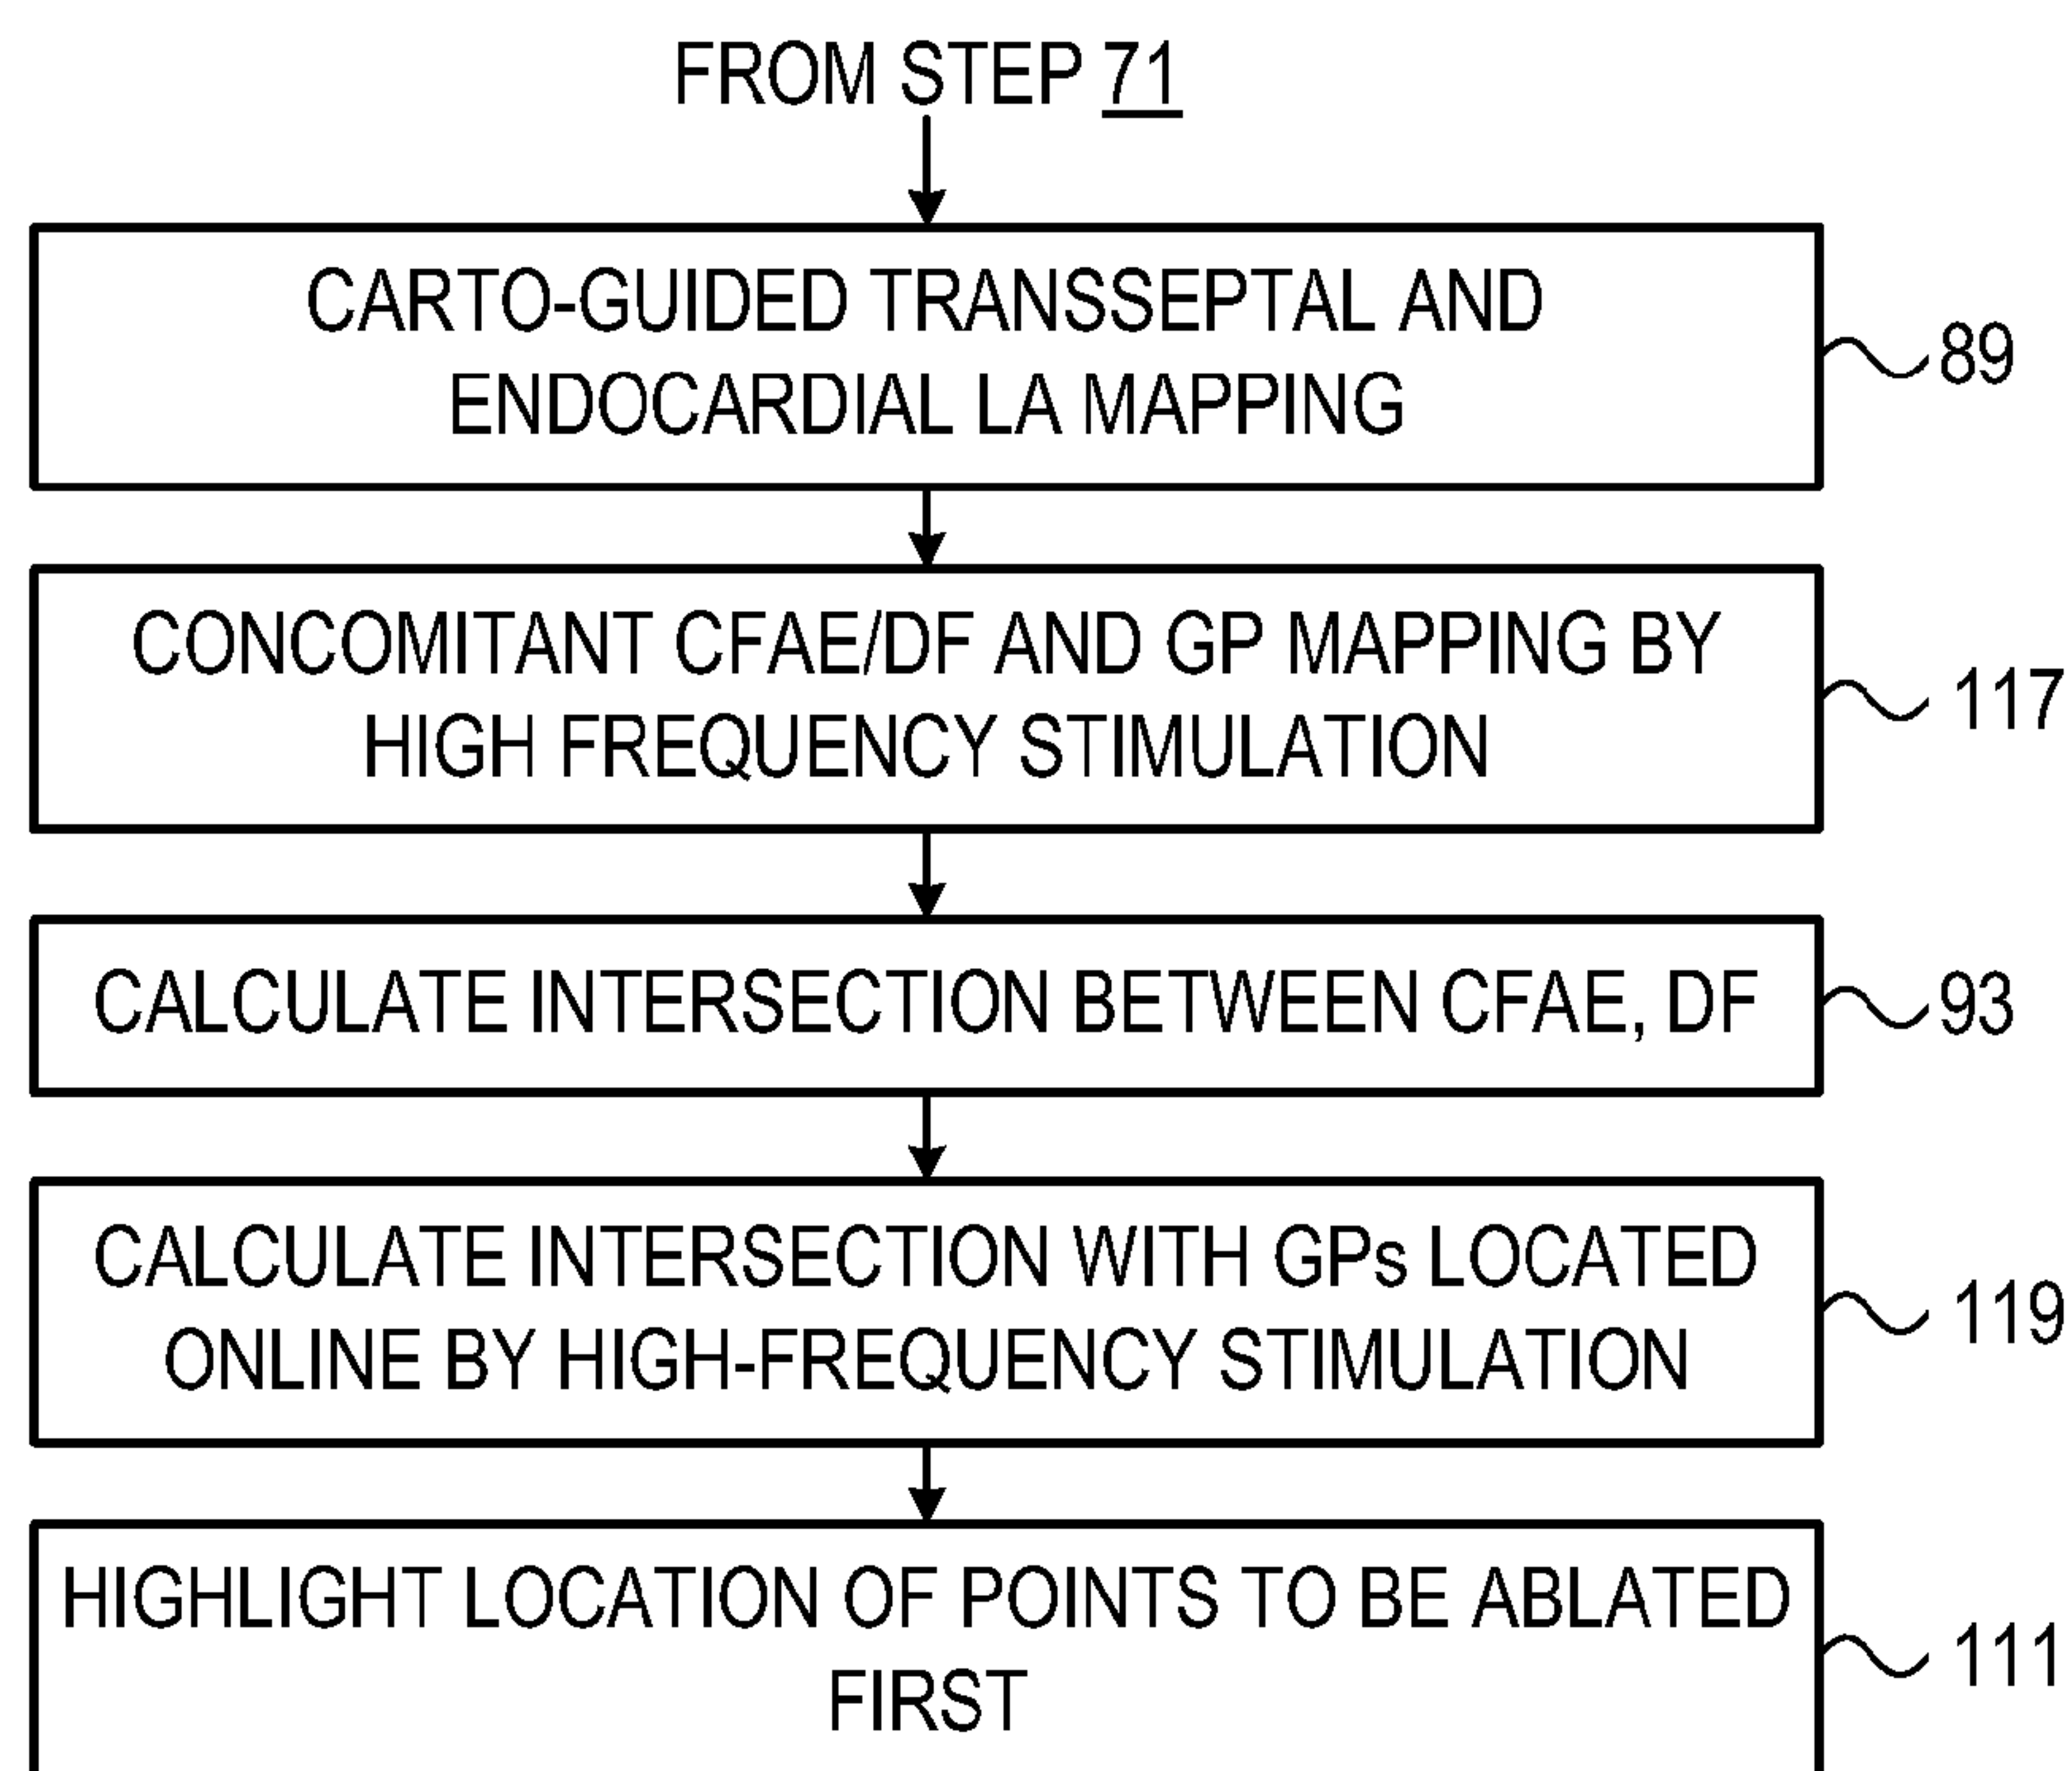 FROM STEP 71
CARTO-GUIDED TRANSSEPTAL AND
ENDOCARDIAL LA MAPPING
89
CONCOMITANT CFAE/DF AND GP MAPPING BY
HIGH FREQUENCY STIMULATION
117
CALCULATE INTERSECTION BETWEEN CFAE, DF
93
CALCULATE INTERSECTION WITH GPs LOCATED
ONLINE BY HIGH-FREQUENCY STIMULATION
119
HIGHLIGHT LOCATION OF POINTS TO BE ABLATED
FIRST
111